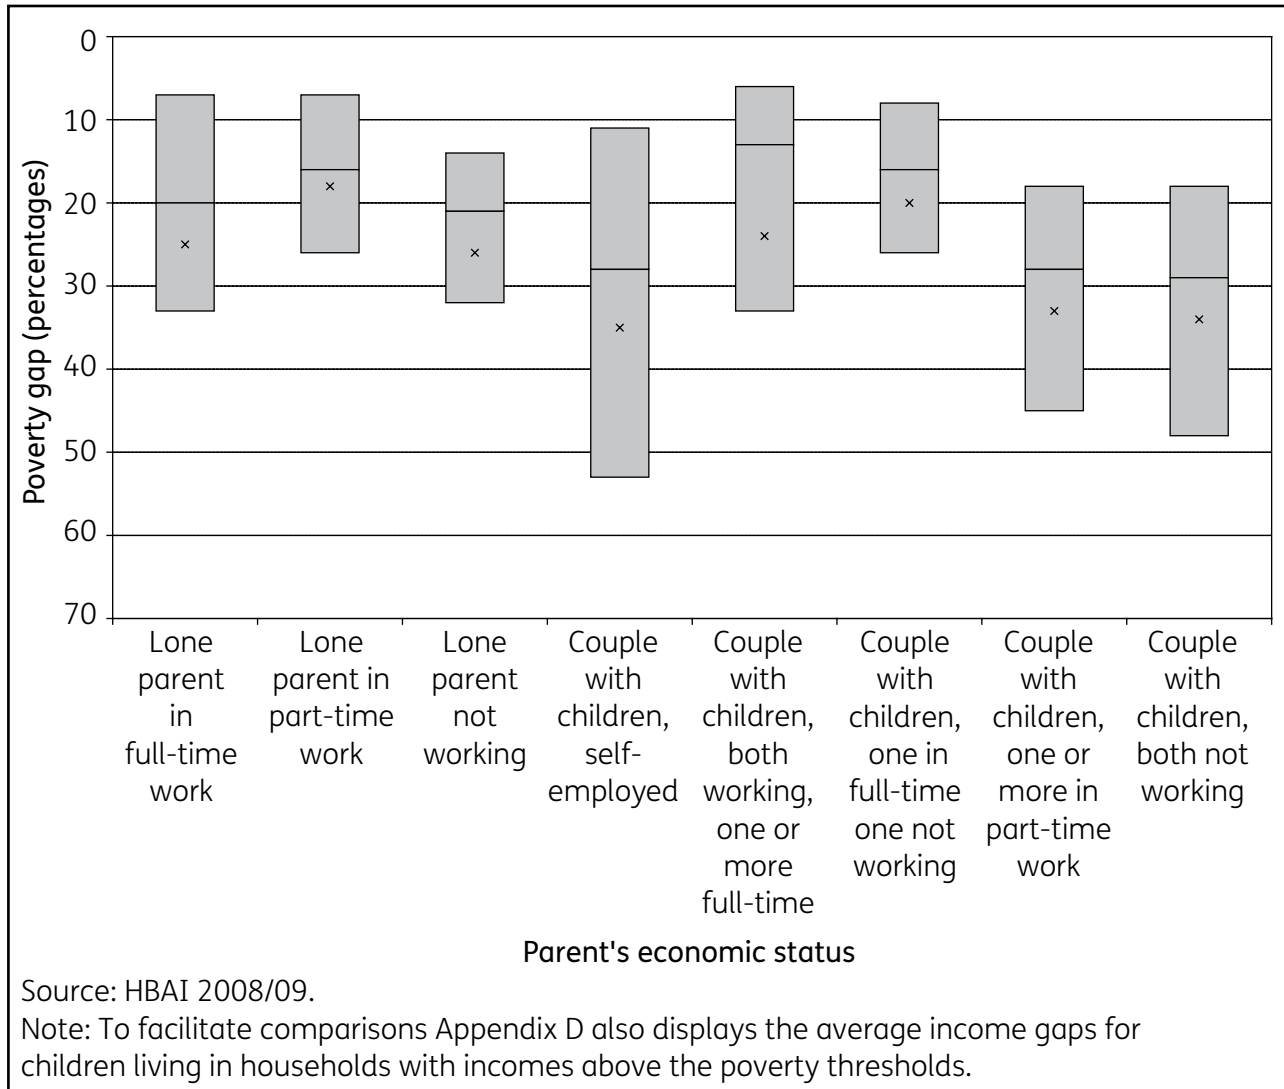 0
10
20
30
40
50
60
70
Poverty gap (percentages)
Lone
parent
in
full-time
work
Lone
parent in
part-time
work
Lone
parent
not
working
Couple
with
children,
self-
employed
Couple
with
children,
both
working,
one or
more
full-time
Couple
with
children,
one in
full-time
one not
working
Couple
with
children,
one or
more in
part-time
work
Couple
with
children,
both not
working
Parent's economic status
Source: HBAI 2008/09.
Note: To facilitate comparisons Appendix D also displays the average income gaps for
children living in households with incomes above the poverty thresholds.